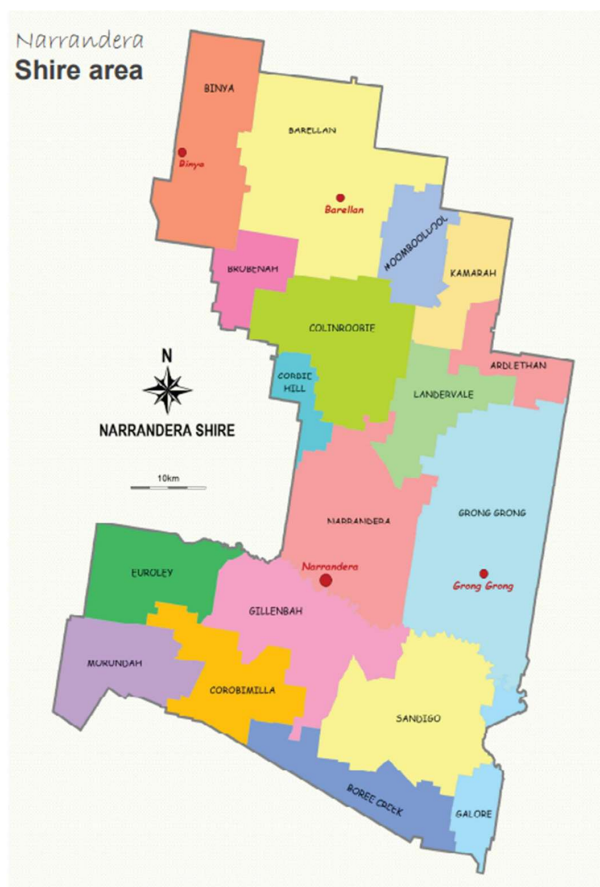 Narrandera
Shire area
BINYA
BARELLAN
Binya
Barellan
MOOMBOOLDOOL
BRUBENAH
KAMARAH
COLINROOBIE
N
ARDLETHAN
CORBIE
HILL
LANDERVALE
NARRANDERA SHIRE
10km
NARRANDERA
GRONG GRONG
EUROLEY
Narrandera
Grong Grong
GILLENBAH
MURUNDAH
COROBIMILLA
SANDIGO
BOREE CREEK
GALORE